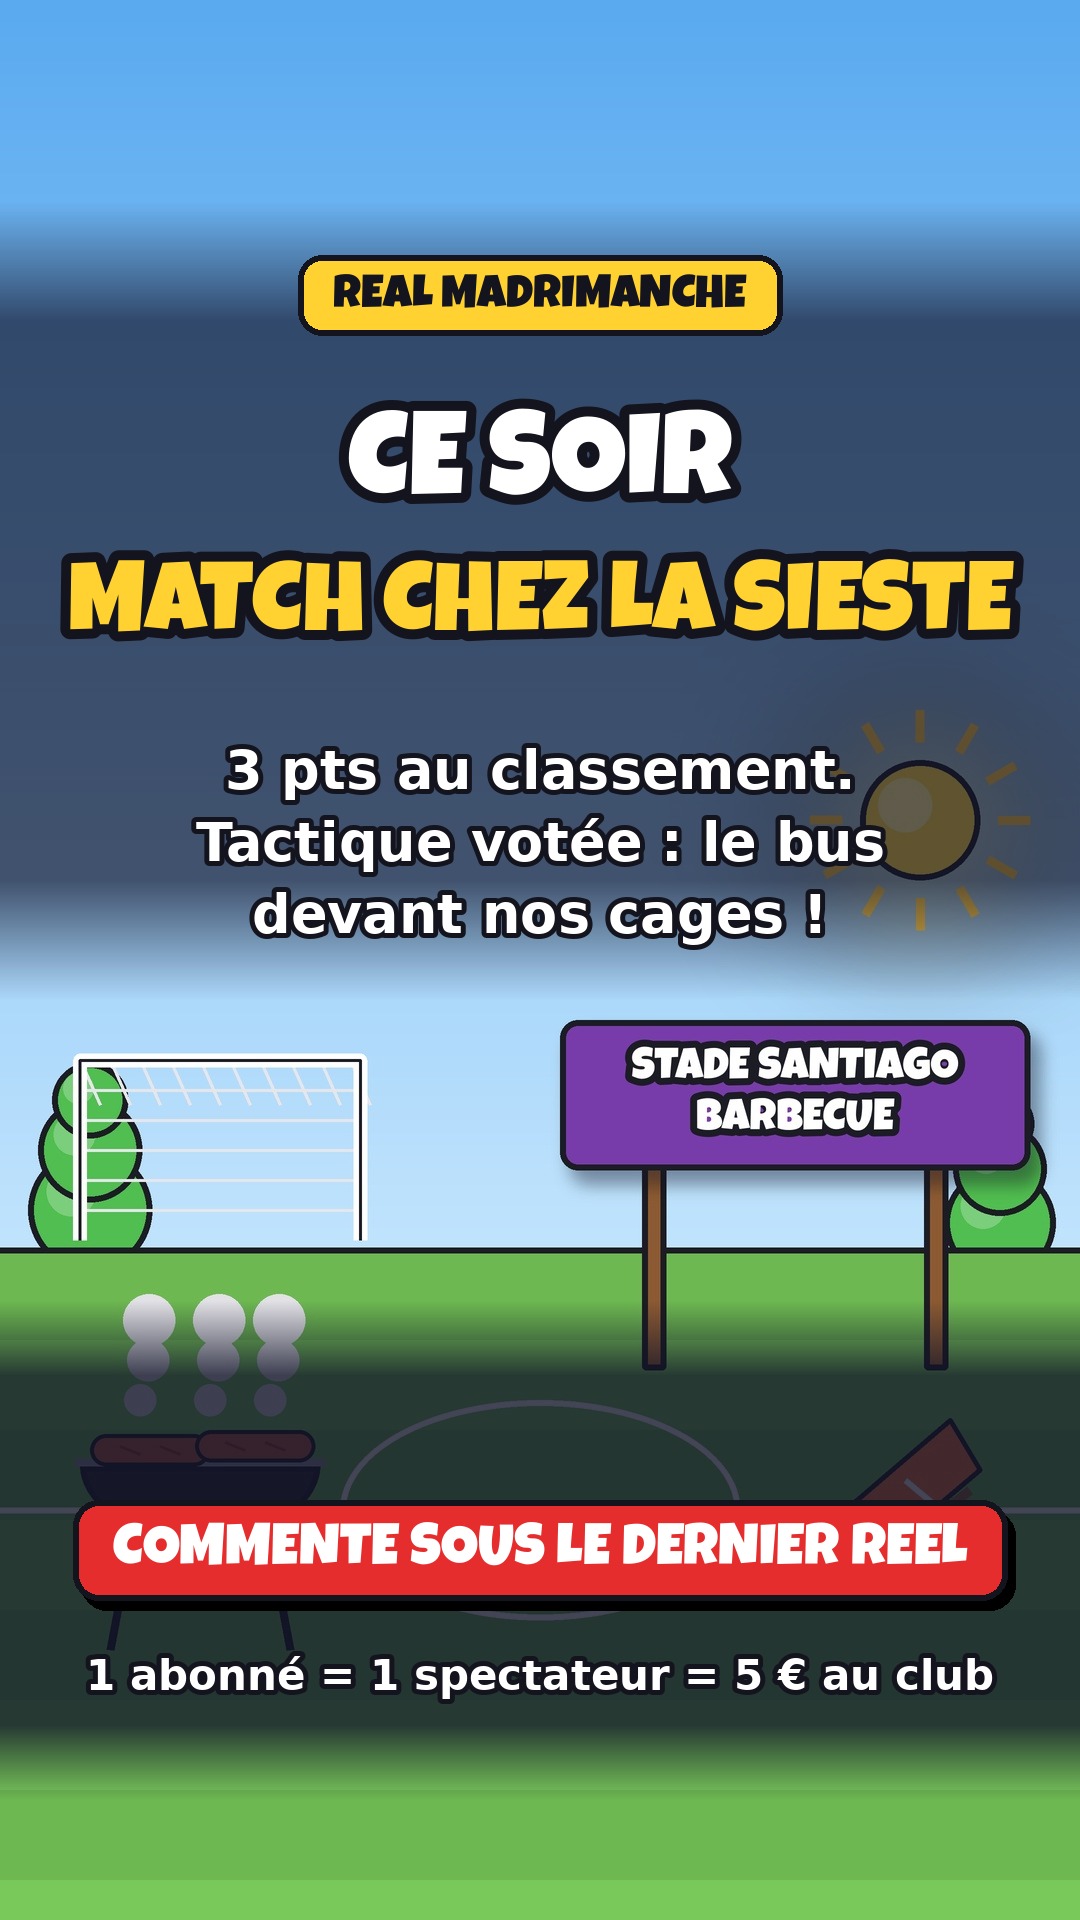 REAL MADRIMANCHE
CE SOIR
MATCH CHEZ LA SIESTE
3 pts au classement.
Tactique votée : le bus
devant nos cages !
STADE SANTIAGO
BARBECUE
COMMENTE SOUS LE DERNIER REEL
1 abonné = 1 spectateur = 5 € au club